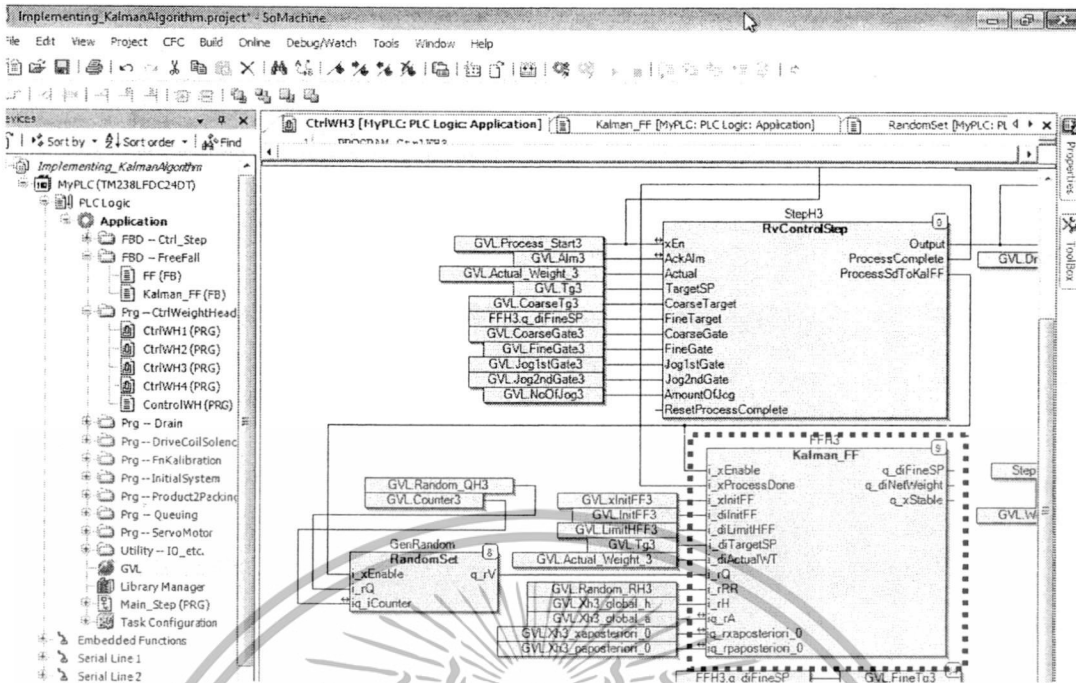 Implementing_KalmanAlgorithm.project* - SoMachine
File Edit View Project CFC Build Online Debug/Watch Tools Window Help
Sort by Sort order Find
Implementing_KalmanAlgorithm
MyPLC (TM238LFDC24DT)
PLC Logic
Application
FBD -- Ctrl_Step
FBD -- FreeFall
FF (FB)
Kalman_FF (FB)
Prg -- CtrlWeightHead
CtrlWH1 (PRG)
CtrlWH2 (PRG)
CtrlWH3 (PRG)
CtrlWH4 (PRG)
ControlWH (PRG)
Prg -- Drain
Prg -- DriveCoilSolenc
Prg -- FnKalibration
Prg -- InitialSystem
Prg -- Product2Packing
Prg -- Queuing
Prg -- ServoMotor
Utility -- IO_etc.
GVL
Library Manager
Main_Step (PRG)
Task Configuration
Embedded Functions
Serial Line 1
Serial Line 2
CtrlWH3 [MyPLC: PLC Logic: Application] Kalman_FF [MyPLC: PLC Logic: Application] RandomSet [MyPLC: PL
StepH3
RvControlStep
9
GVL.Process_Start3 xEn Output
GVL.Alm3 AckAlm ProcessComplete
GVL.Actual_Weight_3 Actual ProcessSdToKalFF
GVL.Tg3 TargetSP
GVL.CoarseTg3 CoarseTarget
FFH3.q_diFineSP FineTarget
GVL.CoarseGate3 CoarseGate
GVL.FineGate3 FineGate
GVL.Jog1stGate3 Jog1stGate
GVL.Jog2ndGate3 Jog2ndGate
GVL.NoOfJog3 AmountOfJog
ResetProcessComplete
GVL.Dr
FFH3
Kalman_FF
9
i_xEnable q_diFineSP
i_xProcessDone q_diNetWeight
GVL.xInitFF3 i_xInitFF q_xStable
GVL.InitFF3 i_diInitFF
GVL.LimitHFF3 i_diLimitHFF
GVL.Tg3 i_diTargetSP
GVL.Actual_Weight_3 i_diActualWT
i_rQ
GVL.Random_RH3 i_rRR
GVL.Xh3_global_h i_rH
GVL.Xh3_global_a iq_rA
GVL.Xh3_xaposteriori_0 iq_rxaposteriori_0
GVL.Xh3_paposteriori_0 iq_rpaposteriori_0
Step
GVL.W
GVL.Random_QH3
GVL.Counter3
GenRandom
RandomSet
8
i_xEnable q_rV
i_rQ
iq_iCounter
FFH3.q_diFineSP GVL.FineTg3
Properties
ToolBox